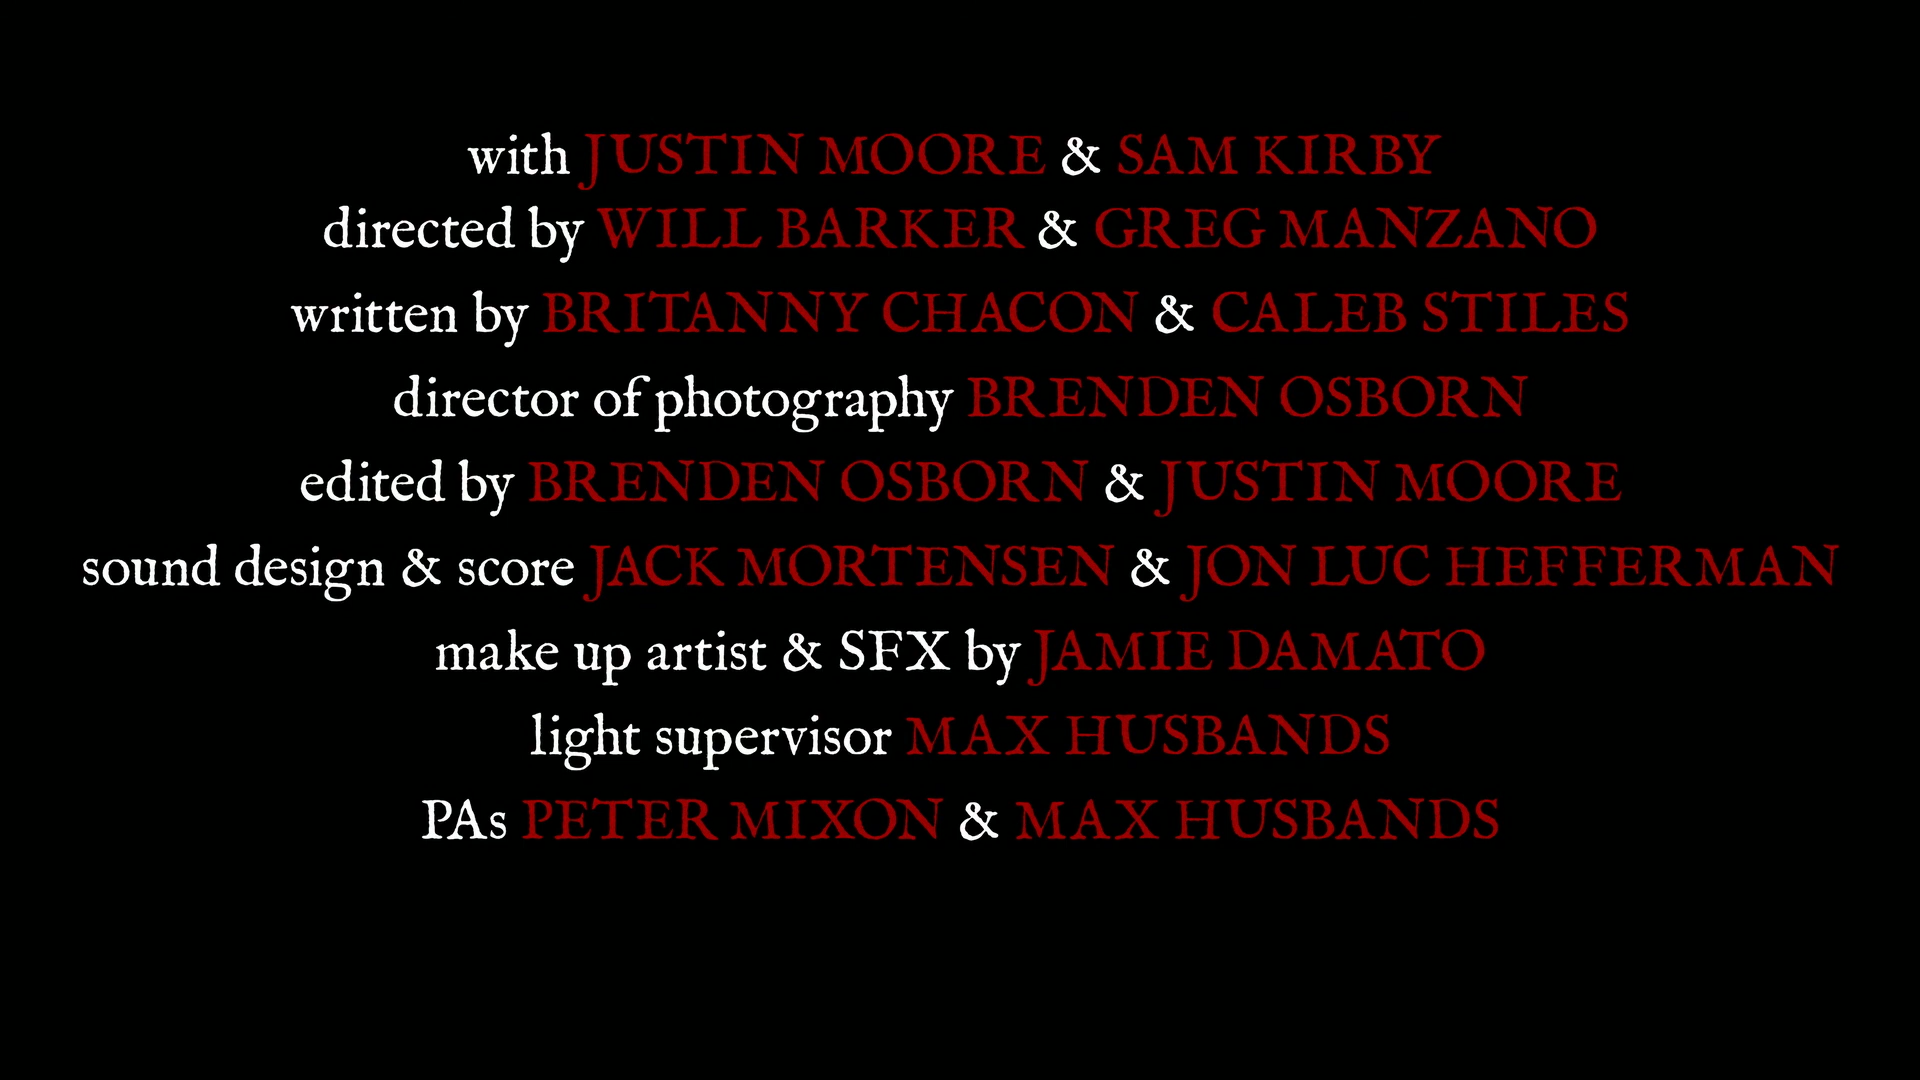 with JUSTIN MOORE & SAM KIRBY
directed by WILL BARKER & GREG MANZANO
written by BRITANNY CHACON & CALEB STILES
director of photography BRENDEN OSBORN
edited by BRENDEN OSBORN & JUSTIN MOORE
sound design & score JACK MORTENSEN & JON LUC HEFFERMAN
make up artist & SFX by JAMIE DAMATO
light supervisor MAX HUSBANDS
PAs PETER MIXON & MAX HUSBANDS